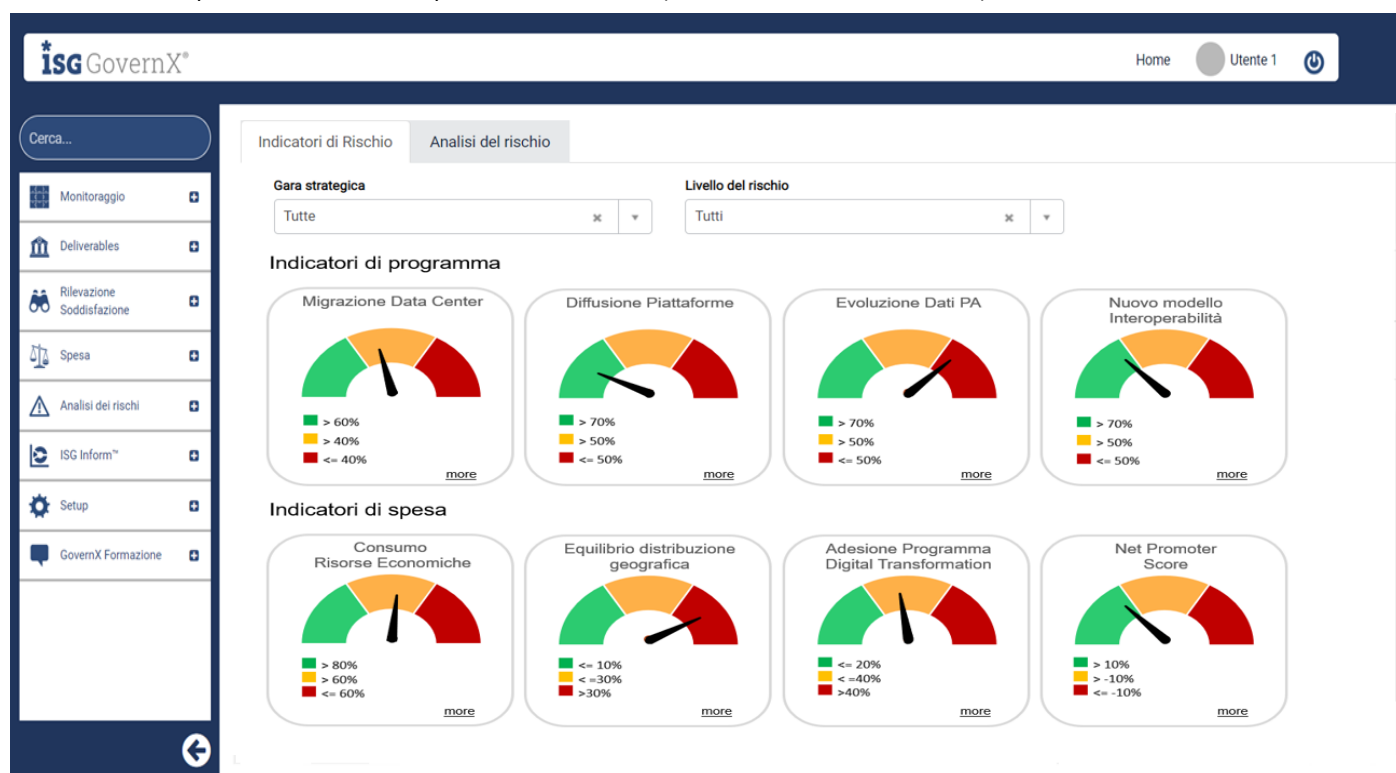 isG GovernX®
Home
Utente 1
Cerca...
Monitoraggio
Deliverables
Rilevazione
Soddisfazione
Spesa
Analisi dei rischi
ISG Inform™
Setup
GovernX Formazione
Indicatori di Rischio
Analisi del rischio
Gara strategica
Livello del rischio
Tutte
Tutti
Indicatori di programma
Migrazione Data Center
> 60%
> 40%
<= 40%
more
Diffusione Piattaforme
> 70%
> 50%
<= 50%
more
Evoluzione Dati PA
> 70%
> 50%
<= 50%
more
Nuovo modello
Interoperabilità
> 70%
> 50%
<= 50%
more
Indicatori di spesa
Consumo
Risorse Economiche
> 80%
> 60%
<= 60%
more
Equilibrio distribuzione
geografica
<= 10%
< =30%
>30%
more
Adesione Programma
Digital Transformation
<= 20%
< =40%
>40%
more
Net Promoter
Score
> 10%
> -10%
<= -10%
more